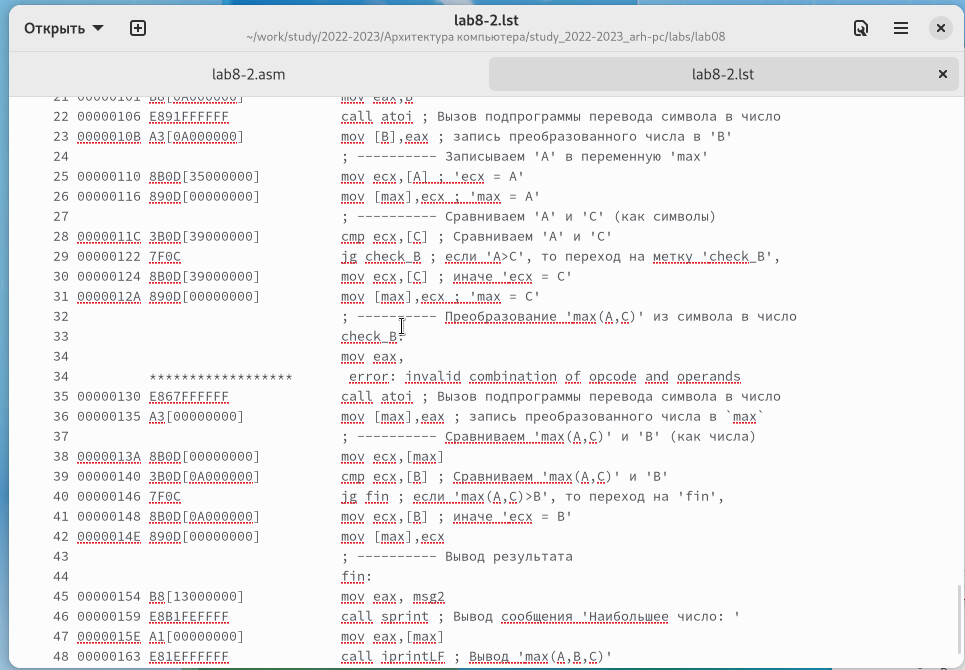 Открыть
lab8-2.lst
~/work/study/2022-2023/Архитектура компьютера/study_2022-2023_arh-pc/labs/lab08
lab8-2.asm
lab8-2.lst
21 00000101 B8[0A000000] mov eax,B
22 00000106 E891FFFFFF call atoi ; Вызов подпрограммы перевода символа в число
23 0000010B A3[0A000000] mov [B],eax ; запись преобразованного числа в 'B'
24 ; ---------- Записываем 'A' в переменную 'max'
25 00000110 8B0D[35000000] mov ecx,[A] ; 'ecx = A'
26 00000116 890D[00000000] mov [max],ecx ; 'max = A'
27 ; ---------- Сравниваем 'A' и 'С' (как символы)
28 0000011C 3B0D[39000000] cmp ecx,[C] ; Сравниваем 'A' и 'С'
29 00000122 7F0C jg check_B ; если 'A>C', то переход на метку 'check_B',
30 00000124 8B0D[39000000] mov ecx,[C] ; иначе 'ecx = C'
31 0000012A 890D[00000000] mov [max],ecx ; 'max = C'
32 ; ---------- Преобразование 'max(A,C)' из символа в число
33 check_B:
34 mov eax,
34 ****************** error: invalid combination of opcode and operands
35 00000130 E867FFFFFF call atoi ; Вызов подпрограммы перевода символа в число
36 00000135 A3[00000000] mov [max],eax ; запись преобразованного числа в `max`
37 ; ---------- Сравниваем 'max(A,C)' и 'B' (как числа)
38 0000013A 8B0D[00000000] mov ecx,[max]
39 00000140 3B0D[0A000000] cmp ecx,[B] ; Сравниваем 'max(A,C)' и 'B'
40 00000146 7F0C jg fin ; если 'max(A,C)>B', то переход на 'fin',
41 00000148 8B0D[0A000000] mov ecx,[B] ; иначе 'ecx = B'
42 0000014E 890D[00000000] mov [max],ecx
43 ; ---------- Вывод результата
44 fin:
45 00000154 B8[13000000] mov eax, msg2
46 00000159 E8B1FEFFFF call sprint ; Вывод сообщения 'Наибольшее число: '
47 0000015E A1[00000000] mov eax,[max]
48 00000163 E81EFFFFFF call iprintLF ; Вывод 'max(A,B,C)'